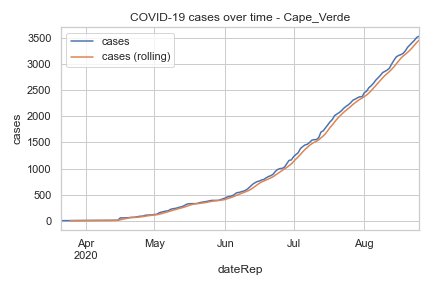 COVID-19 cases over time - Cape_Verde
cases
cases (rolling)
cases
3500
3000
2500
2000
1500
1000
500
0
Apr
2020
May
Jun
Jul
Aug
dateRep